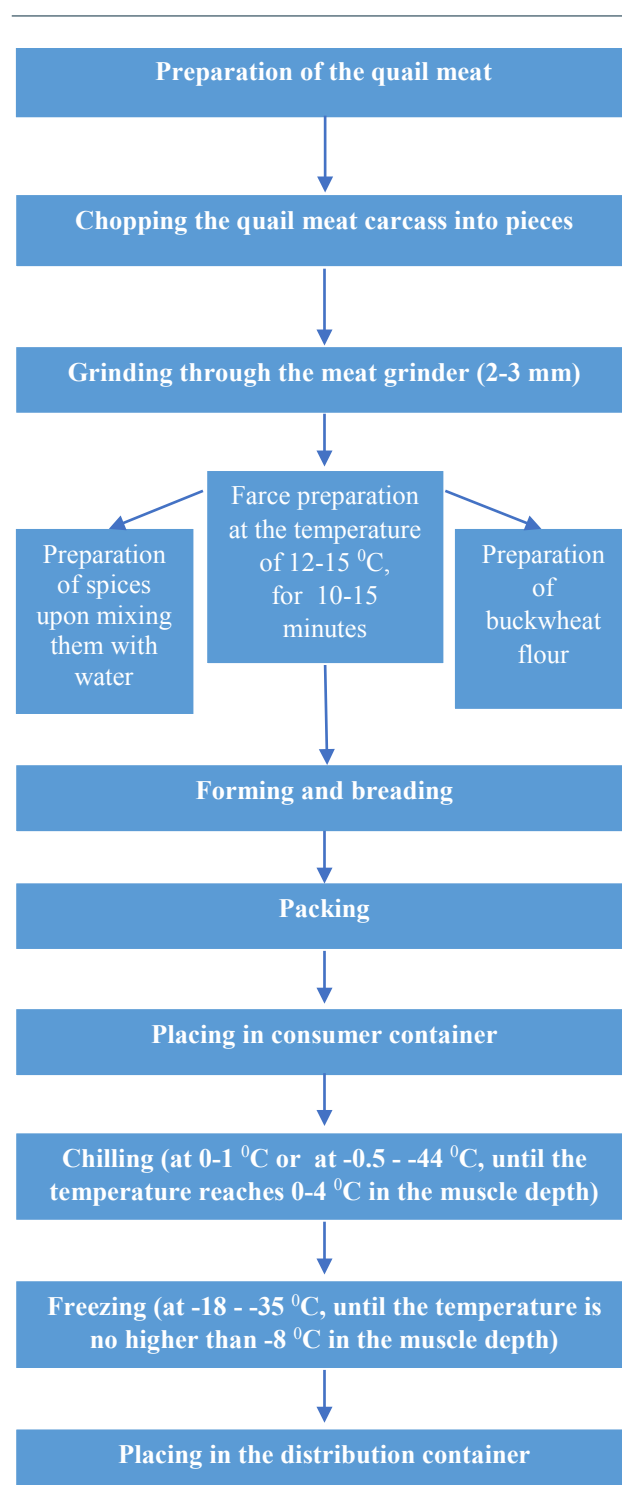 Preparation of the quail meat
Chopping the quail meat carcass into pieces
Grinding through the meat grinder (2-3 mm)
Preparation
of spices
upon mixing
them with
water
Farce preparation
at the temperature
of 12-15 ⁰C,
for 10-15
minutes
Preparation
of
buckwheat
flour
Forming and breading
Packing
Placing in consumer container
Chilling (at 0-1 ⁰C or at -0.5 - -44 ⁰C, until the
temperature reaches 0-4 ⁰C in the muscle depth)
Freezing (at -18 - -35 ⁰C, until the temperature is
no higher than -8 ⁰C in the muscle depth)
Placing in the distribution container